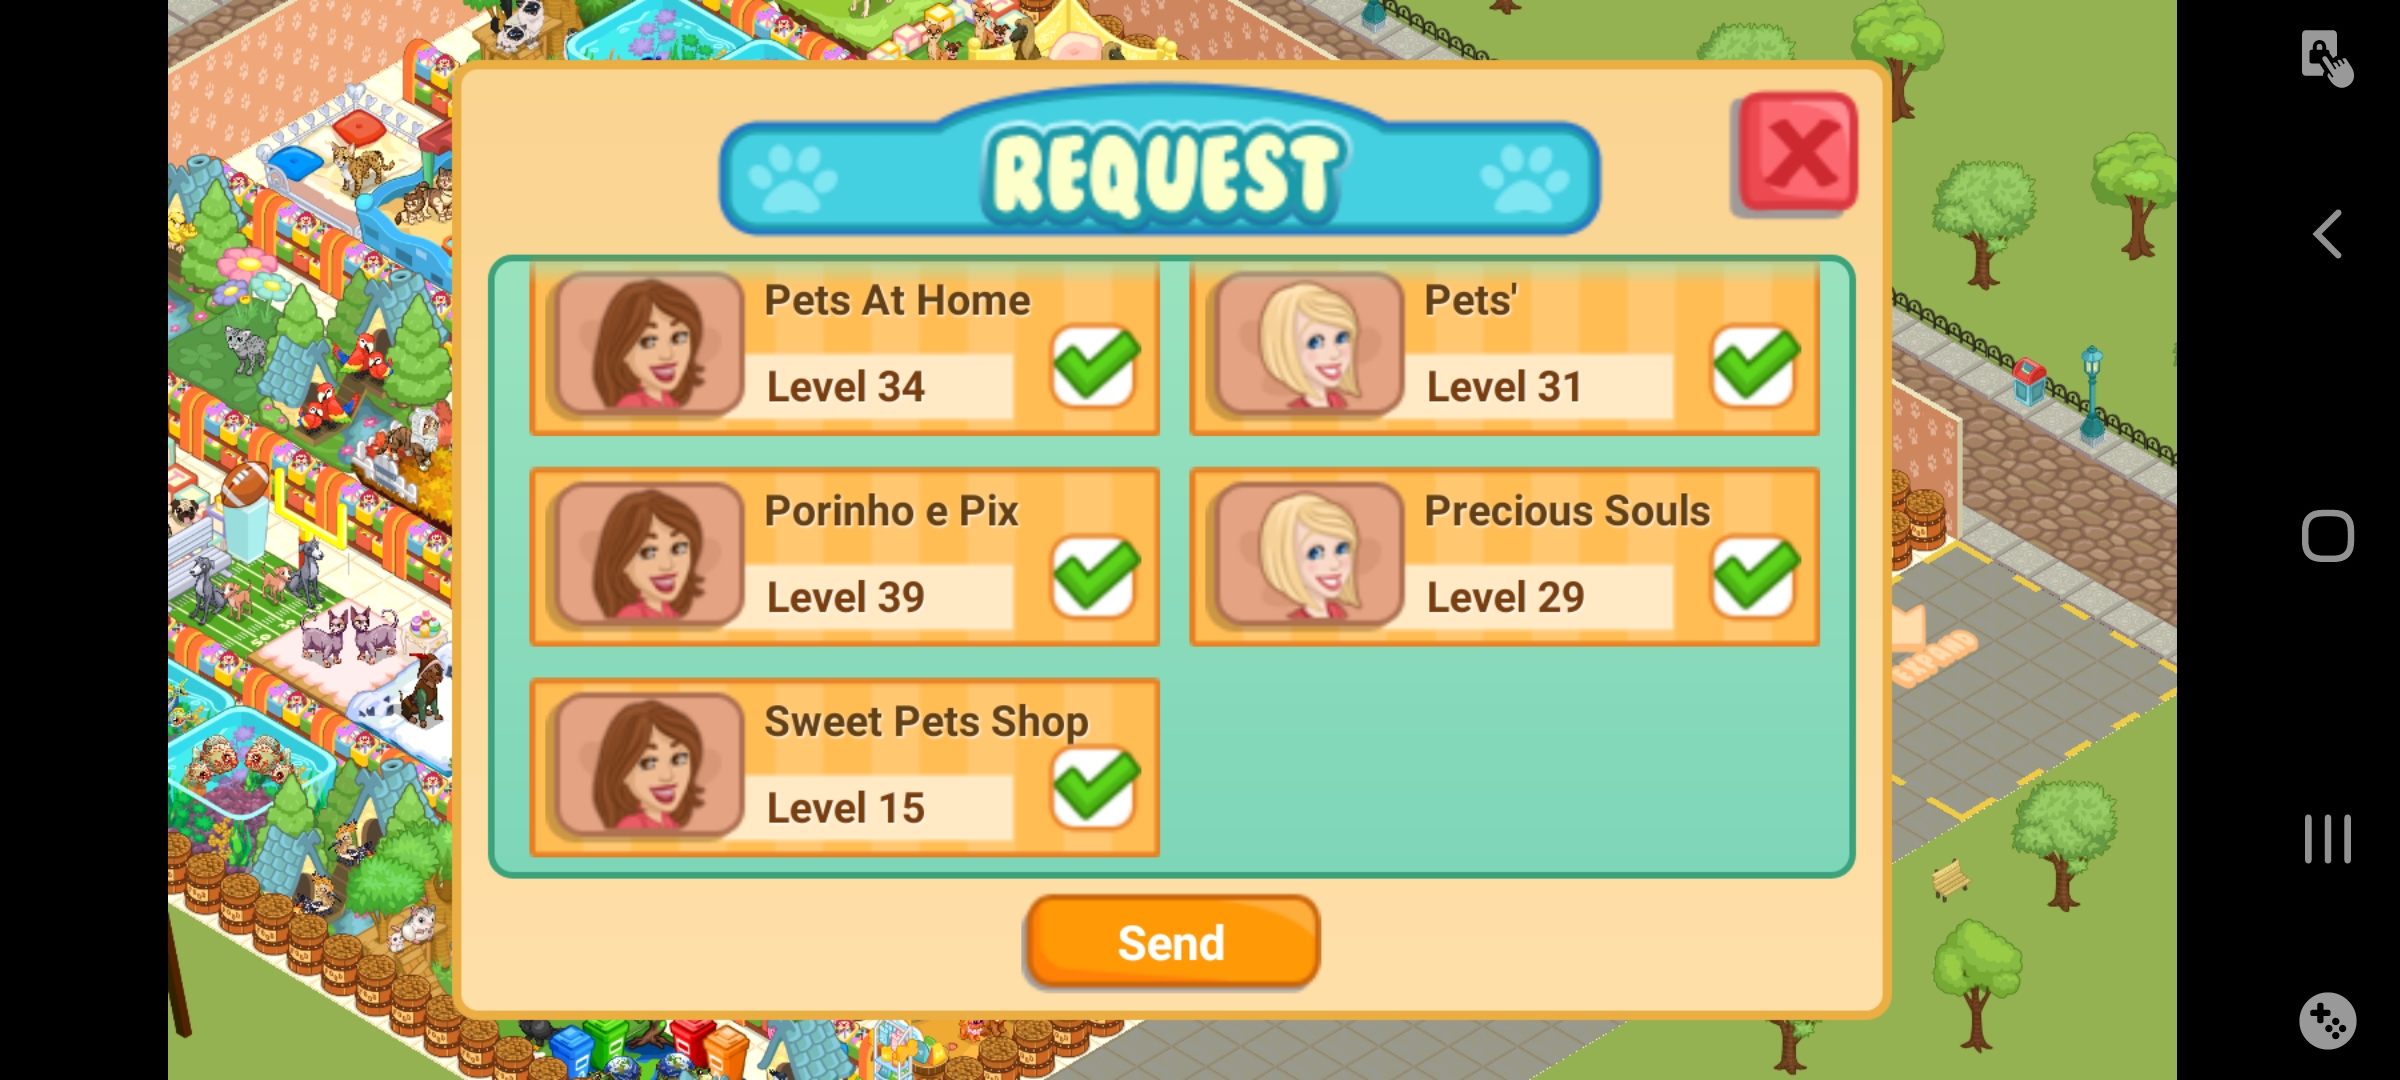 REQUEST
Pets At Home
Level 34
Pets'
Level 31
Porinho e Pix
Level 39
Precious Souls
Level 29
Sweet Pets Shop
Level 15
Send
EXPAND